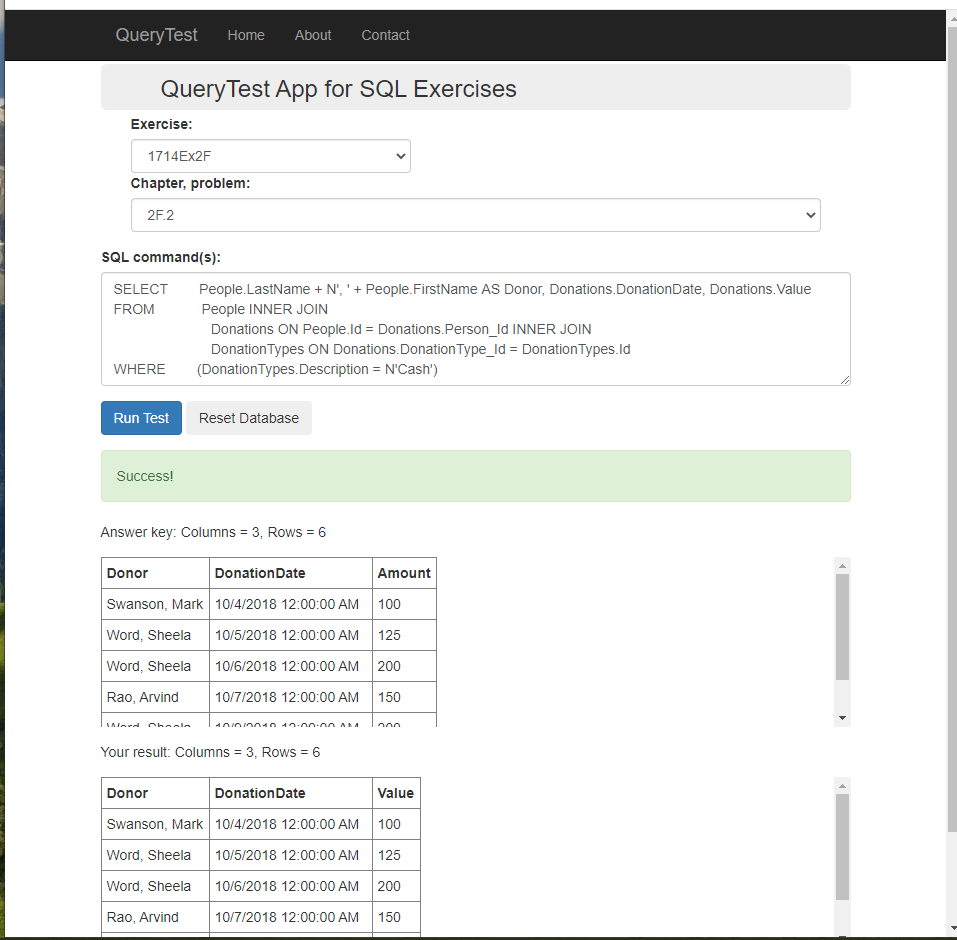 QueryTest Home About Contact
QueryTest App for SQL Exercises
Exercise:
1714Ex2F
Chapter, problem:
2F.2
SQL command(s):
SELECT People.LastName + N', ' + People.FirstName AS Donor, Donations.DonationDate, Donations.Value
FROM People INNER JOIN
Donations ON People.Id = Donations.Person_Id INNER JOIN
DonationTypes ON Donations.DonationType_Id = DonationTypes.Id
WHERE (DonationTypes.Description = N'Cash')
Run Test Reset Database
Success!
Answer key: Columns = 3, Rows = 6
Donor DonationDate Amount
Swanson, Mark 10/4/2018 12:00:00 AM 100
Word, Sheela 10/5/2018 12:00:00 AM 125
Word, Sheela 10/6/2018 12:00:00 AM 200
Rao, Arvind 10/7/2018 12:00:00 AM 150
Word, Sheela 12:00:00 AM
Your result: Columns = 3, Rows = 6
Donor DonationDate Value
Swanson, Mark 10/4/2018 12:00:00 AM 100
Word, Sheela 10/5/2018 12:00:00 AM 125
Word, Sheela 10/6/2018 12:00:00 AM 200
Rao, Arvind 10/7/2018 12:00:00 AM 150